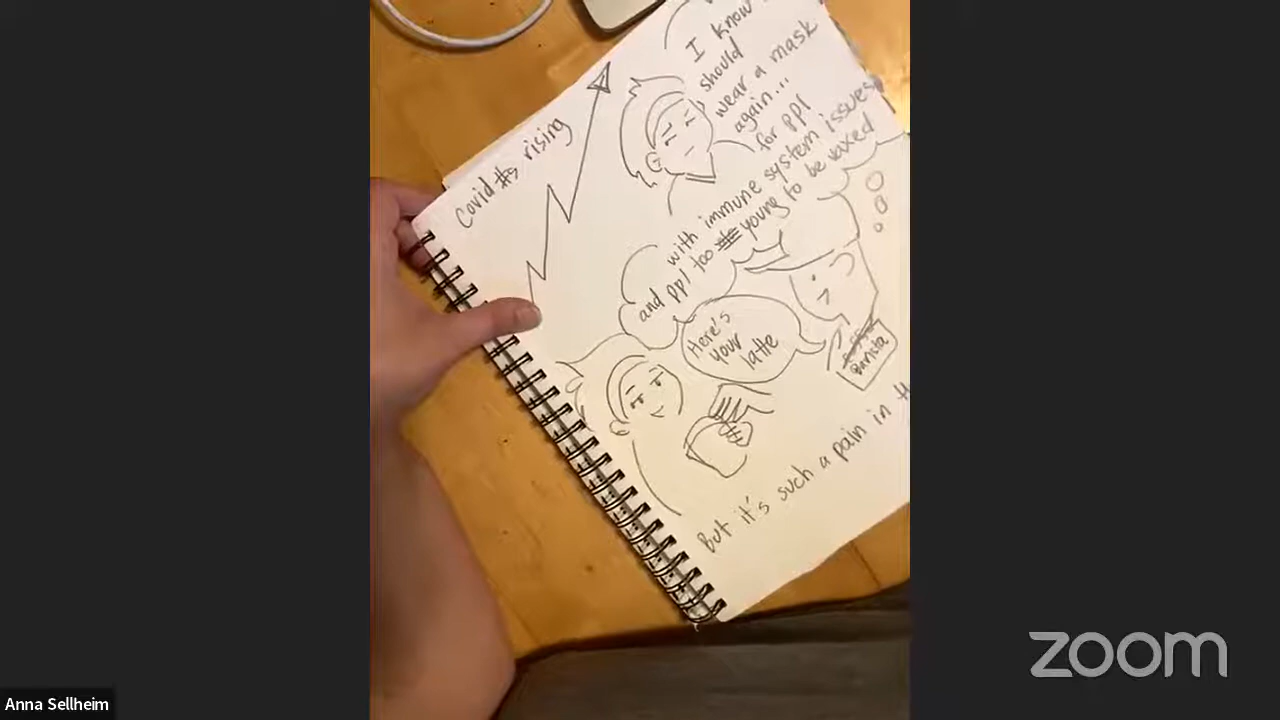 Covid #s rising
I know I
should
wear a mask
again...
for ppl
with immune system issues
and ppl too young to be vaxed
Here's
your
latte
Barista
But it's such a pain in
zoom
Anna Sellheim